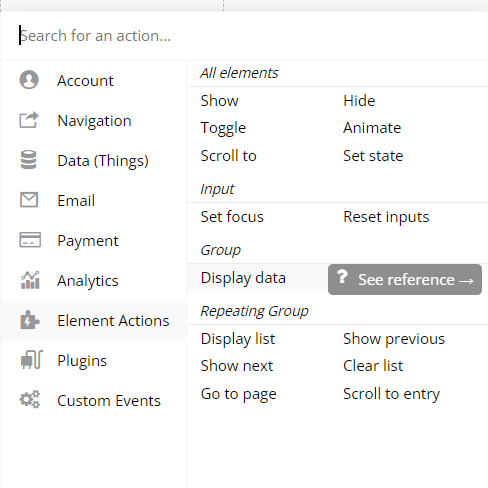 Search for an action...
Account
Navigation
Data (Things)
Email
Payment
Analytics
Element Actions
Plugins
Custom Events
All elements
Show Hide
Toggle Animate
Scroll to Set state
Input
Set focus Reset inputs
Group
Display data ? See reference →
Repeating Group
Display list Show previous
Show next Clear list
Go to page Scroll to entry